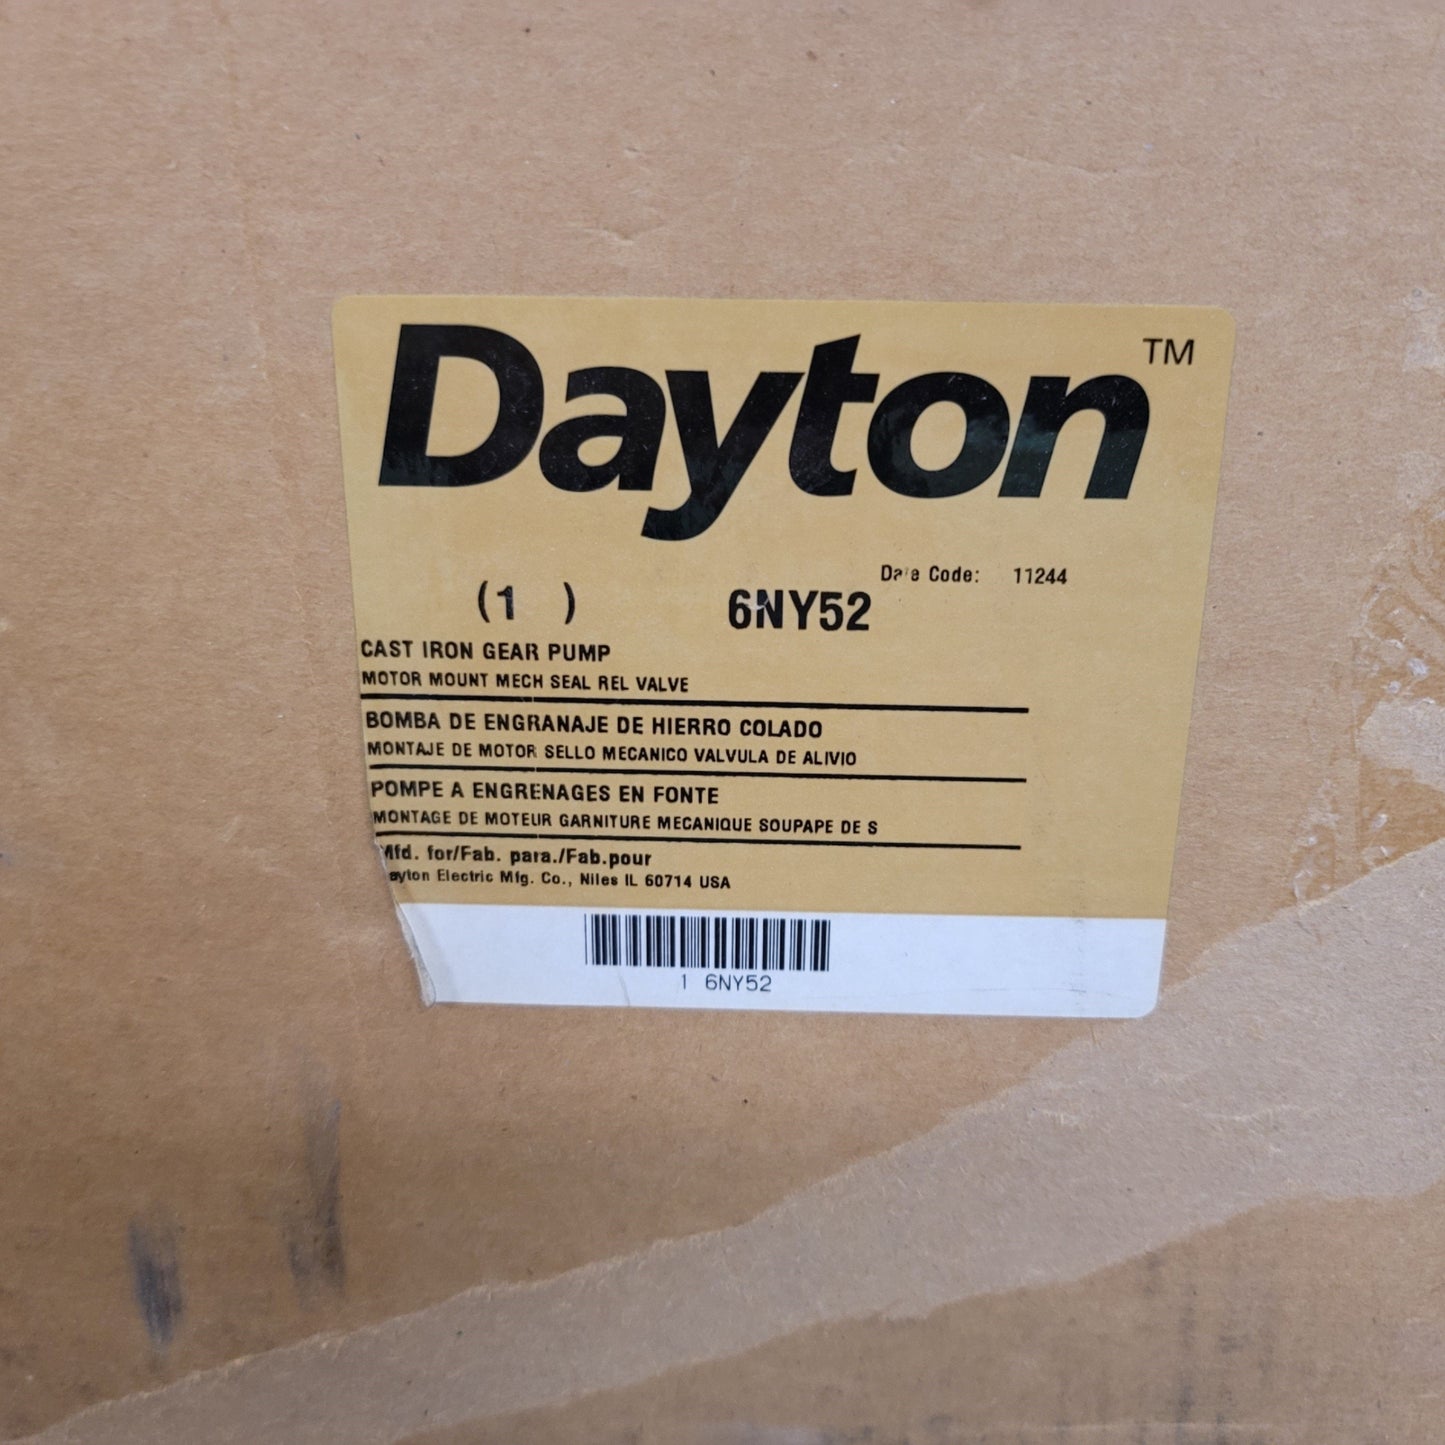 Dayton™
Date Code: 11244
(1 ) 6NY52
CAST IRON GEAR PUMP
MOTOR MOUNT MECH SEAL REL VALVE
BOMBA DE ENGRANAJE DE HIERRO COLADO
MONTAJE DE MOTOR SELLO MECANICO VALVULA DE ALIVIO
POMPE A ENGRENAGES EN FONTE
MONTAGE DE MOTEUR GARNITURE MECANIQUE SOUPAPE DE S
Mfd. for/Fab. para./Fab.pour
Dayton Electric Mfg. Co., Niles IL 60714 USA
1 6NY52